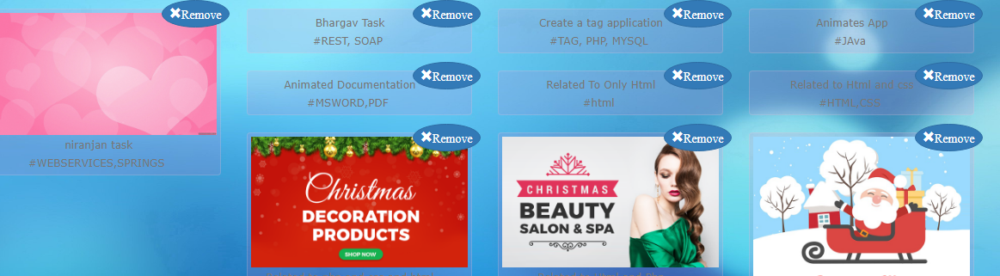 ✖Remove
niranjan task
#WEBSERVICES,SPRINGS
✖Remove
Bhargav Task
#REST, SOAP
✖Remove
Create a tag application
#TAG, PHP, MYSQL
✖Remove
Animates App
#JAva
✖Remove
Animated Documentation
#MSWORD,PDF
✖Remove
Related To Only Html
#html
✖Remove
Related to Html and css
#HTML,CSS
✖Remove
Christmas
DECORATION
PRODUCTS
SHOP NOW
✖Remove
CHRISTMAS
BEAUTY
SALON & SPA
✖Remove